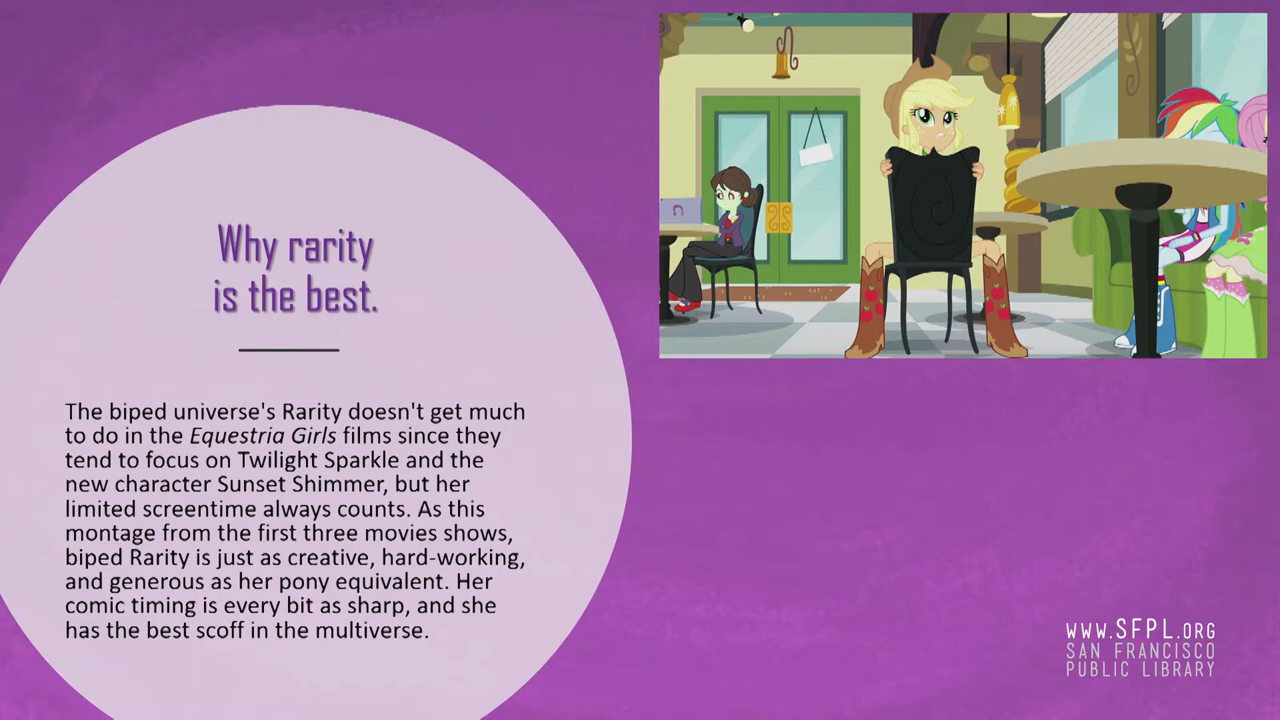 Why rarity
is the best.
The biped universe's Rarity doesn't get much
to do in the Equestria Girls films since they
tend to focus on Twilight Sparkle and the
new character Sunset Shimmer, but her
limited screentime always counts. As this
montage from the first three movies shows,
biped Rarity is just as creative, hard-working,
and generous as her pony equivalent. Her
comic timing is every bit as sharp, and she
has the best scoff in the multiverse.
WWW.SFPL.ORG
SAN FRANCISCO
PUBLIC LIBRARY